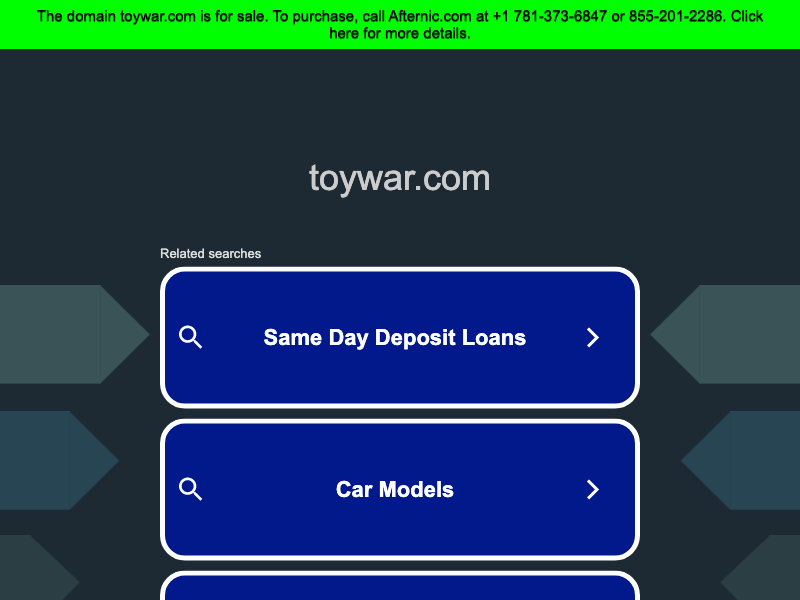 The domain toywar.com is for sale. To purchase, call Afternic.com at +1 781-373-6847 or 855-201-2286. Click
here for more details.
toywar.com
Related searches
Same Day Deposit Loans
Car Models